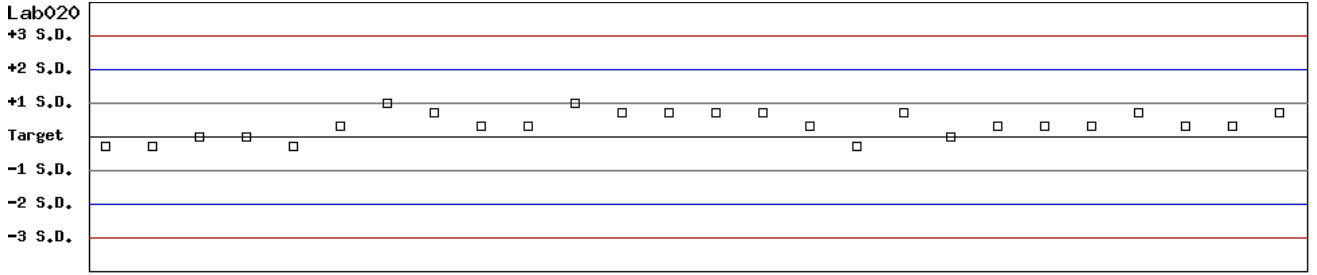 Lab020
+3 S.D.
+2 S.D.
+1 S.D.
Target
-1 S.D.
-2 S.D.
-3 S.D.